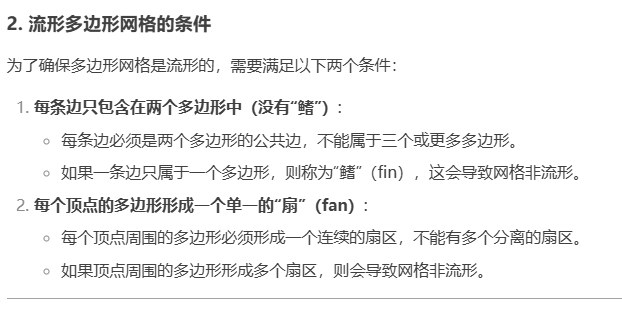 2. 流形多边形网格的条件
为了确保多边形网格是流形的，需要满足以下两个条件：
1. 每条边只包含在两个多边形中（没有“鳍”）：
◦ 每条边必须是两个多边形的公共边，不能属于三个或更多多边形。
◦ 如果一条边只属于一个多边形，则称为“鳍”（fin），这会导致网格非流形。
2. 每个顶点的多边形形成一个单一的“扇”（fan）：
◦ 每个顶点周围的多边形必须形成一个连续的扇区，不能有多个分离的扇区。
◦ 如果顶点周围的多边形形成多个扇区，则会导致网格非流形。